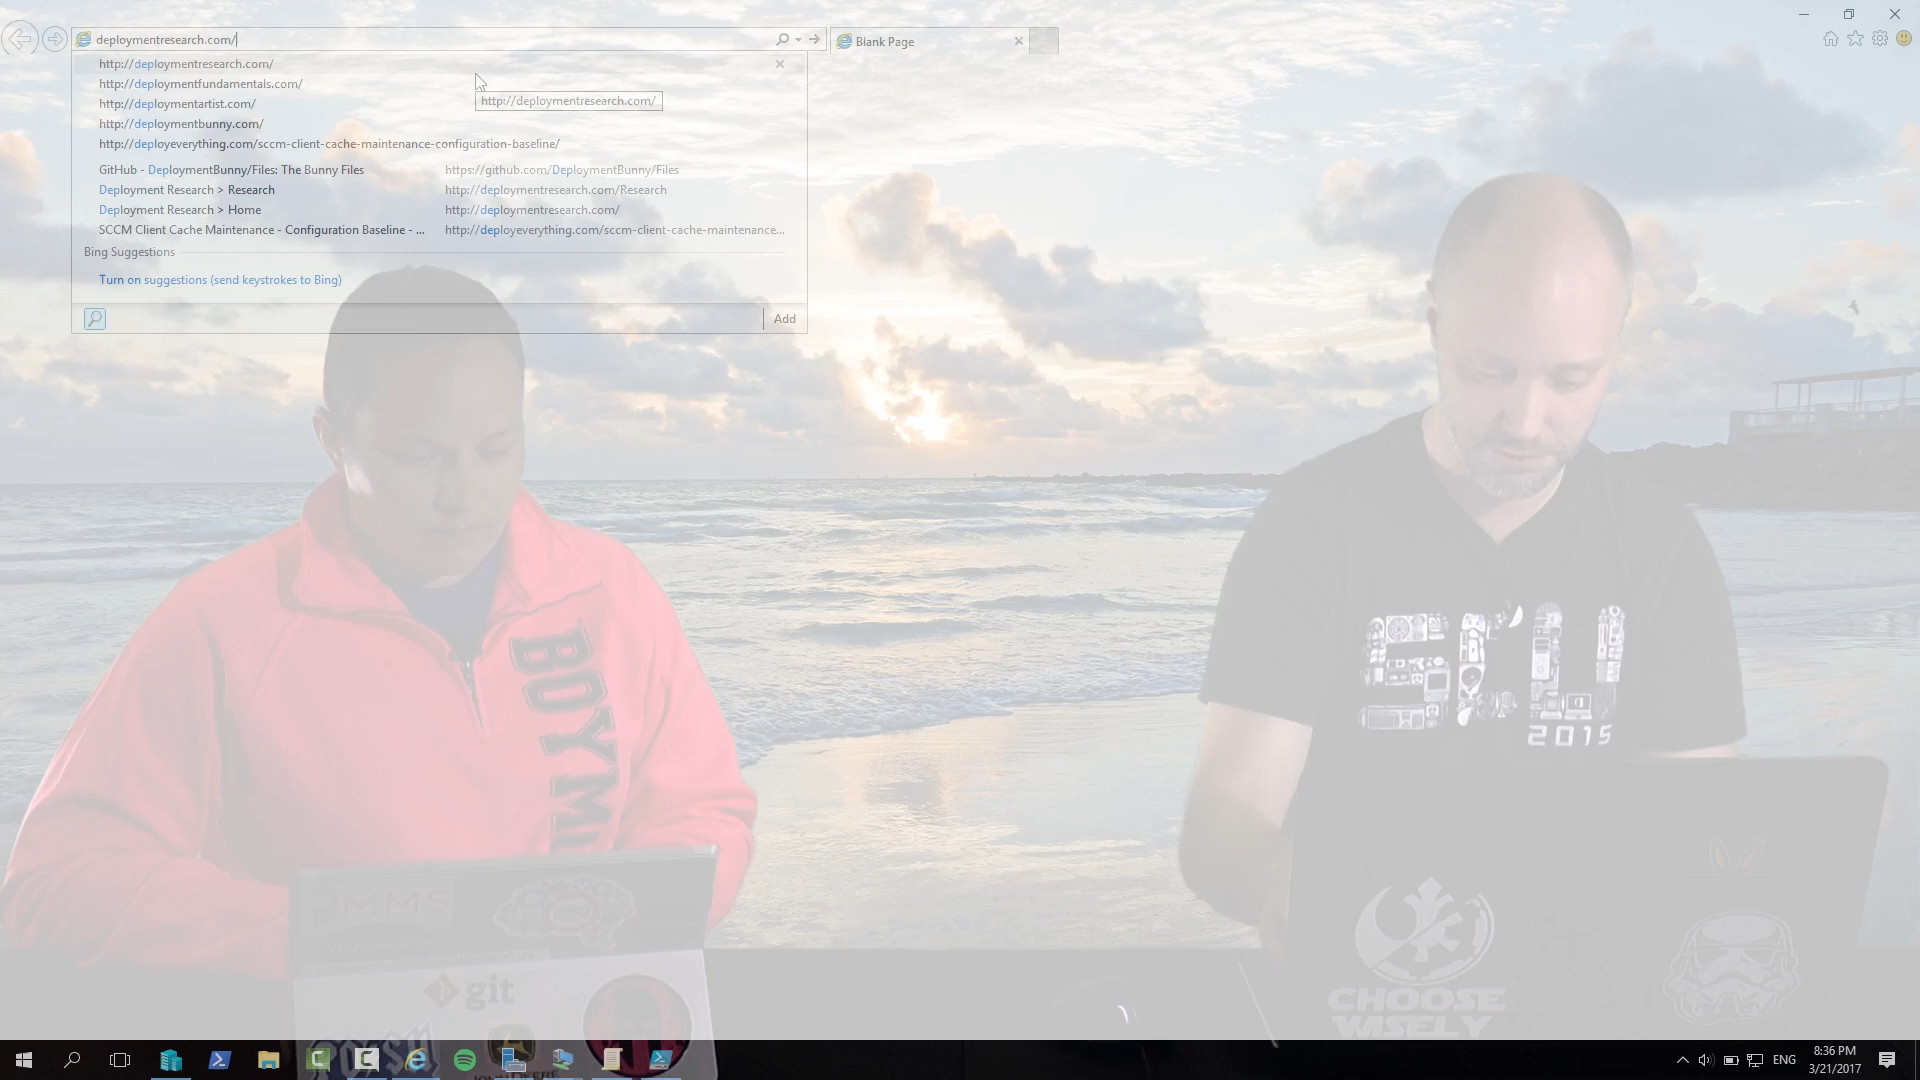 deploymentresearch.com/
Blank Page
http://deploymentresearch.com/
http://deploymentfundamentals.com/
http://deploymentresearch.com/
http://deploymentartist.com/
http://deploymentbunny.com/
http://deployeverything.com/sccm-client-cache-maintenance-configuration-baseline/
GitHub - DeploymentBunny/Files: The Bunny Files https://github.com/DeploymentBunny/Files
Deployment Research > Research http://deploymentresearch.com/Research
Deployment Research > Home http://deploymentresearch.com/
SCCM Client Cache Maintenance - Configuration Baseline - ... http://deployeverything.com/sccm-client-cache-maintenance...
Bing Suggestions
Turn on suggestions (send keystrokes to Bing)
Add
BOYM
2015
MMS
git
CHOOSE
WISELY
ENG
8:36 PM
3/21/2017